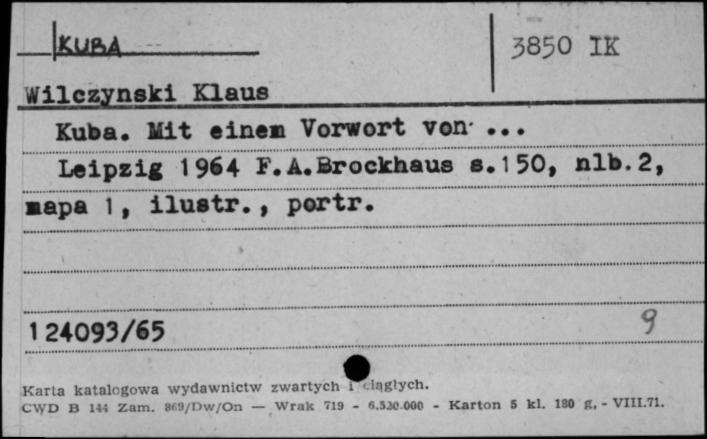 KUBA
3850 IK
Wilczynski Klaus
Kuba. Mit einem Vorwort von ...
Leipzig 1964 F.A.Brockhaus s.150, nlb.2,
mapa 1, ilustr., portr.
124093/65
9
Karta katalogowa wydawnictw zwartych i ciągłych.
CWD B 144 Zam. 869/Dw/On — Wrak 719 - 6.520.000 - Karton 5 kl. 180 g. - VIII.71.